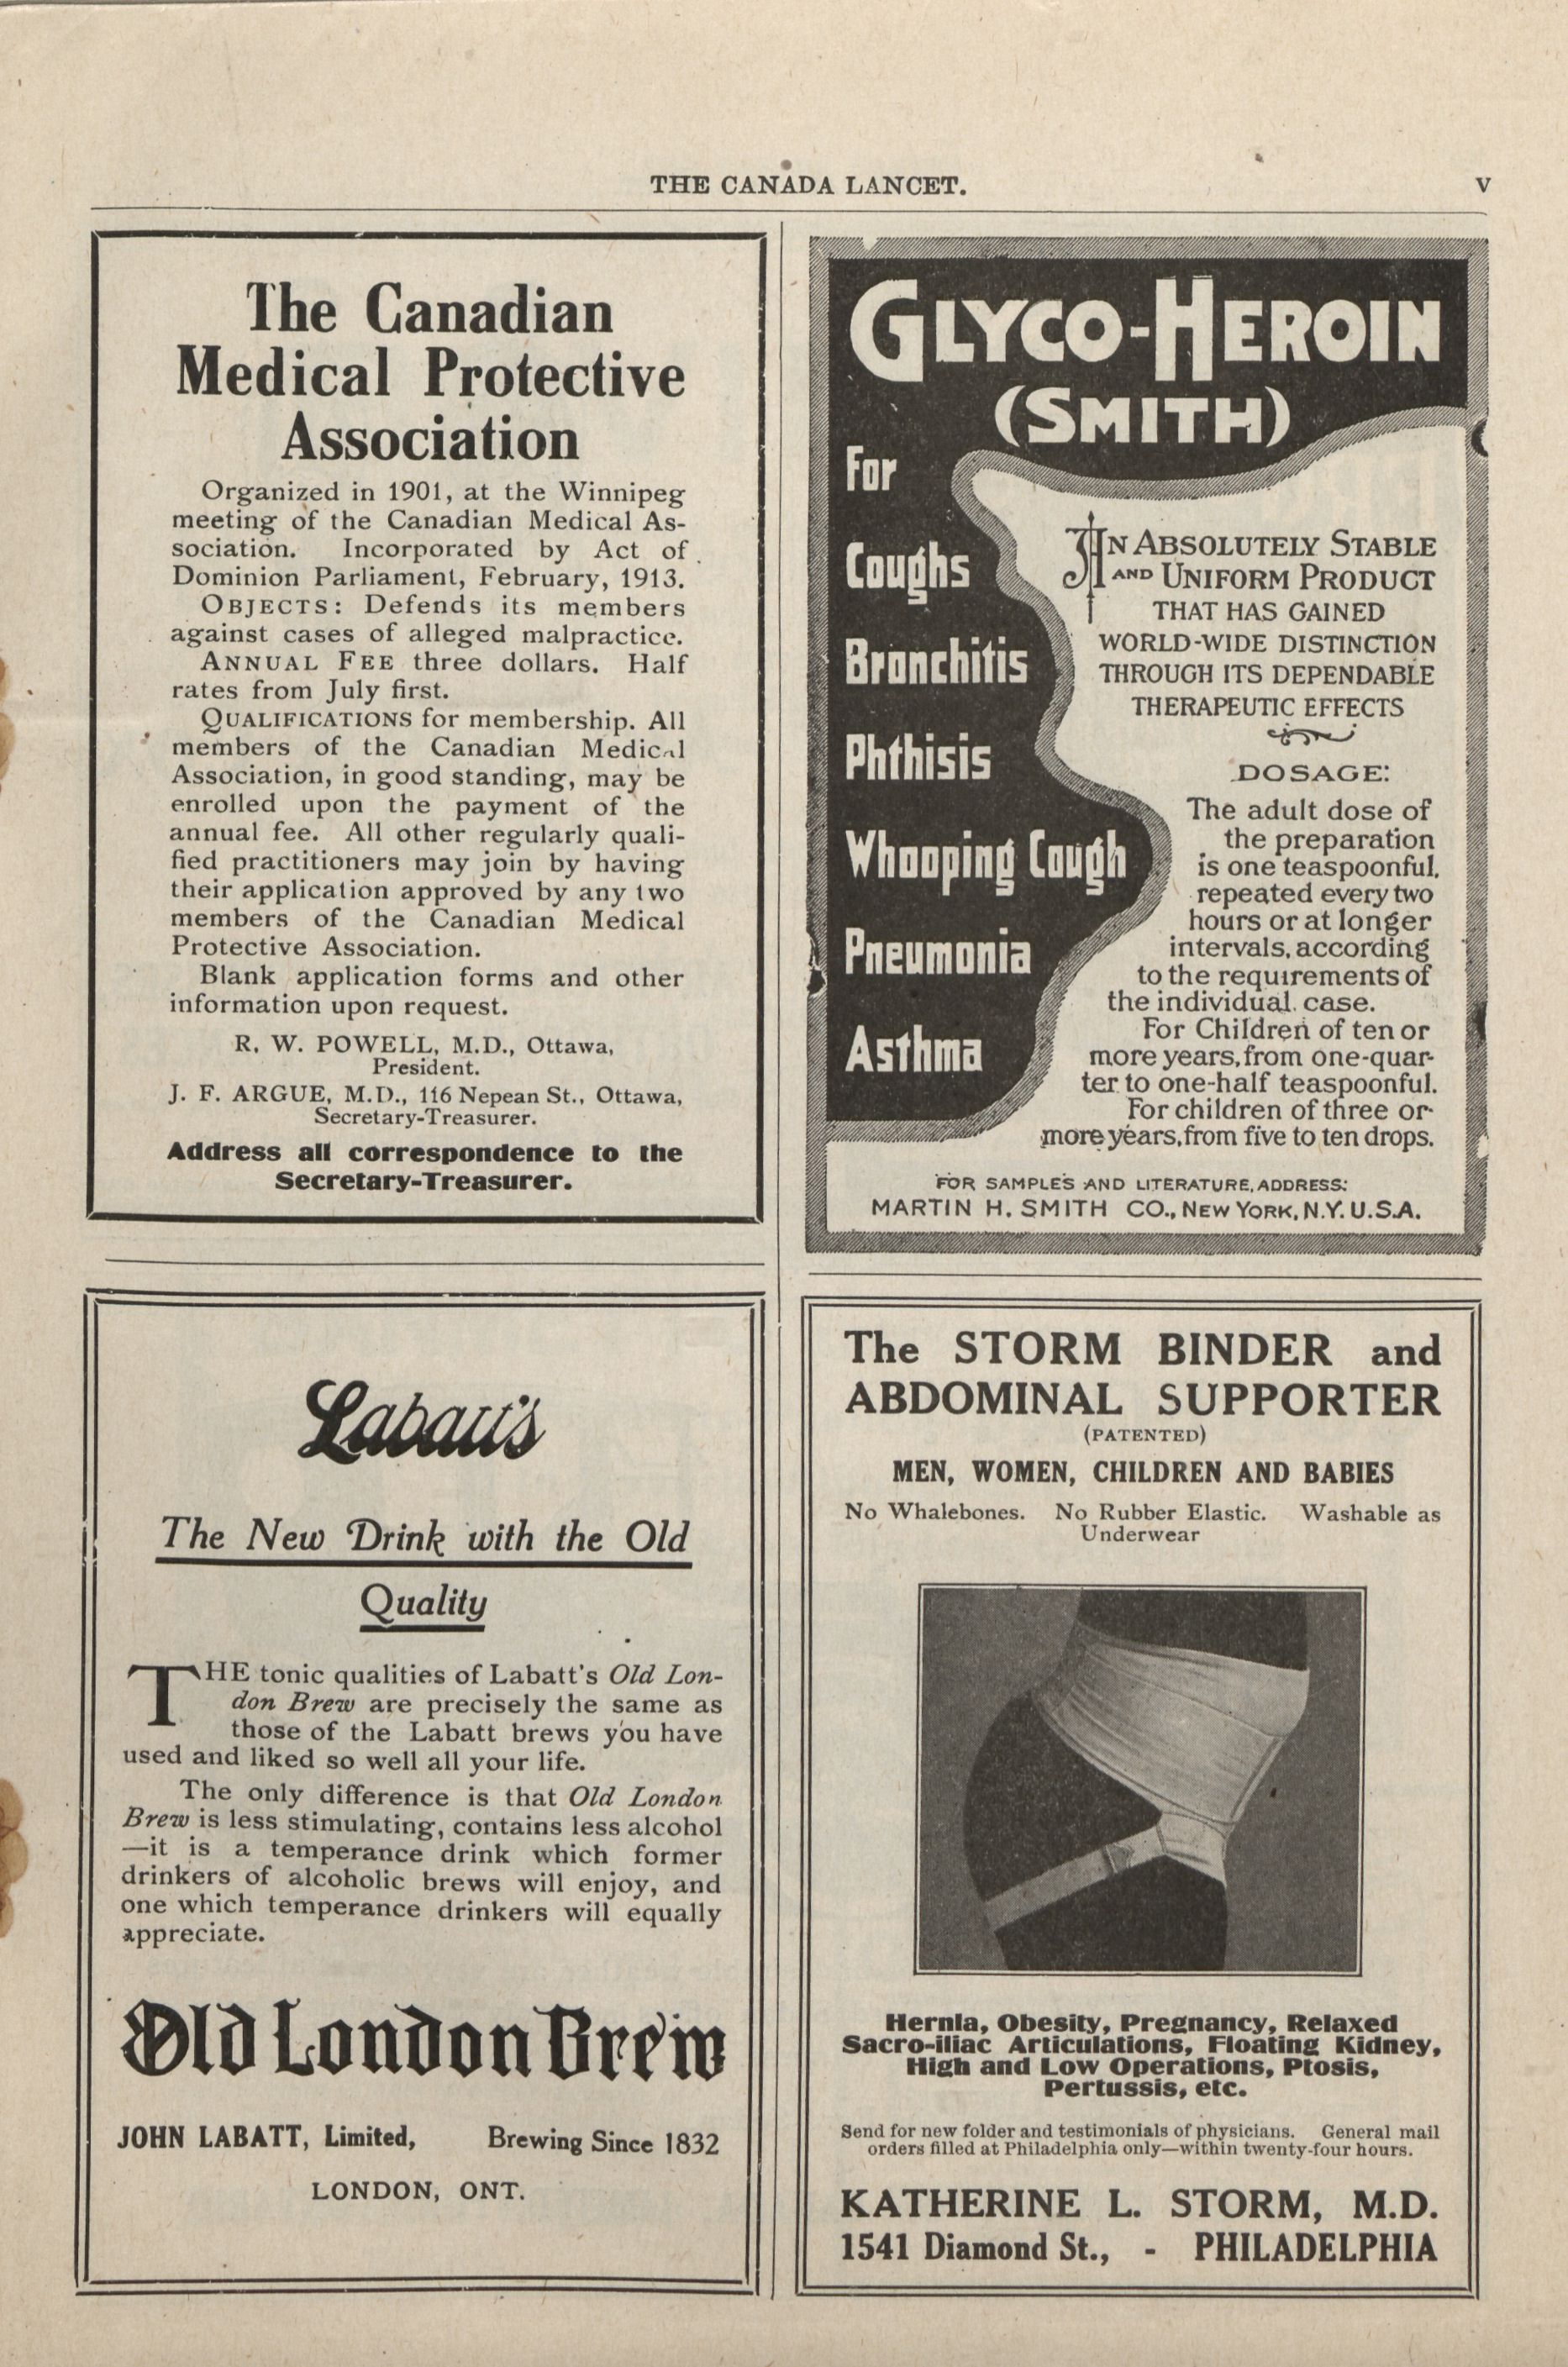 THE CANADA LANCET.
V
The Canadian
Medical Protective
Association
Organized in 1901, at the Winnipeg
meeting of the Canadian Medical As-
sociation. Incorporated by Act of
Dominion Parliament, February, 1913.
OBJECTS: Defends its members
against cases of alleged malpractice.
ANNUAL FEE three dollars. Half
rates from July first.
QUALIFICATIONS for membership. All
members of the Canadian Medical
Association, in good standing, may be
enrolled upon the payment of the
annual fee. All other regularly quali-
fied practitioners may join by having
their application approved by any two
members of the Canadian Medical
Protective Association.
Blank application forms and other
information upon request.
R. W. POWELL, M.D., Ottawa,
President.
J. F. ARGUE, M.D., 116 Nepean St., Ottawa,
Secretary-Treasurer.
Address all correspondence to the
Secretary-Treasurer.
GLYCO-HEROIN
(SMITH)
For
Coughs
Bronchitis
Phthisis
Whooping Cough
Pneumonia
Asthma
AN ABSOLUTELY STABLE
AND UNIFORM PRODUCT
THAT HAS GAINED
WORLD-WIDE DISTINCTION
THROUGH ITS DEPENDABLE
THERAPEUTIC EFFECTS
DOSAGE:
The adult dose of
the preparation
is one teaspoonful,
repeated every two
hours or at longer
intervals, according
to the requirements of
the individual case.
For Children of ten or
more years, from one-quar-
ter to one-half teaspoonful.
For children of three or
more years, from five to ten drops.
FOR SAMPLES AND LITERATURE, ADDRESS:
MARTIN H. SMITH CO., NEW YORK, N.Y. U.S.A.
Labatt's
The New Drink with the Old
Quality
THE tonic qualities of Labatt's Old Lon-
don Brew are precisely the same as
those of the Labatt brews you have
used and liked so well all your life.
The only difference is that Old London
Brew is less stimulating, contains less alcohol
—it is a temperance drink which former
drinkers of alcoholic brews will enjoy, and
one which temperance drinkers will equally
appreciate.
Old London Brew
JOHN LABATT, Limited, Brewing Since 1832
LONDON, ONT.
The STORM BINDER and
ABDOMINAL SUPPORTER
(PATENTED)
MEN, WOMEN, CHILDREN AND BABIES
No Whalebones. No Rubber Elastic. Washable as
Underwear
Hernia, Obesity, Pregnancy, Relaxed
Sacro-iliac Articulations, Floating Kidney,
High and Low Operations, Ptosis,
Pertussis, etc.
Send for new folder and testimonials of physicians. General mail
orders filled at Philadelphia only—within twenty-four hours.
KATHERINE L. STORM, M.D.
1541 Diamond St., - PHILADELPHIA